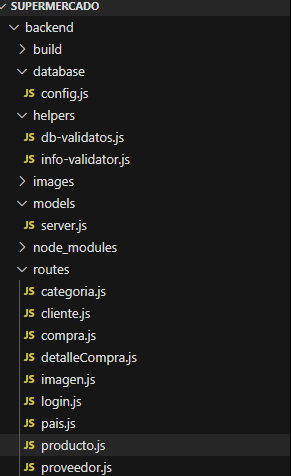 SUPERMERCADO
backend
build
database
JS config.js
helpers
JS db-validatos.js
JS info-validator.js
images
models
JS server.js
node_modules
routes
JS categoria.js
JS cliente.js
JS compra.js
JS detalleCompra.js
JS imagen.js
JS login.js
JS pais.js
JS producto.js
JS proveedor.js